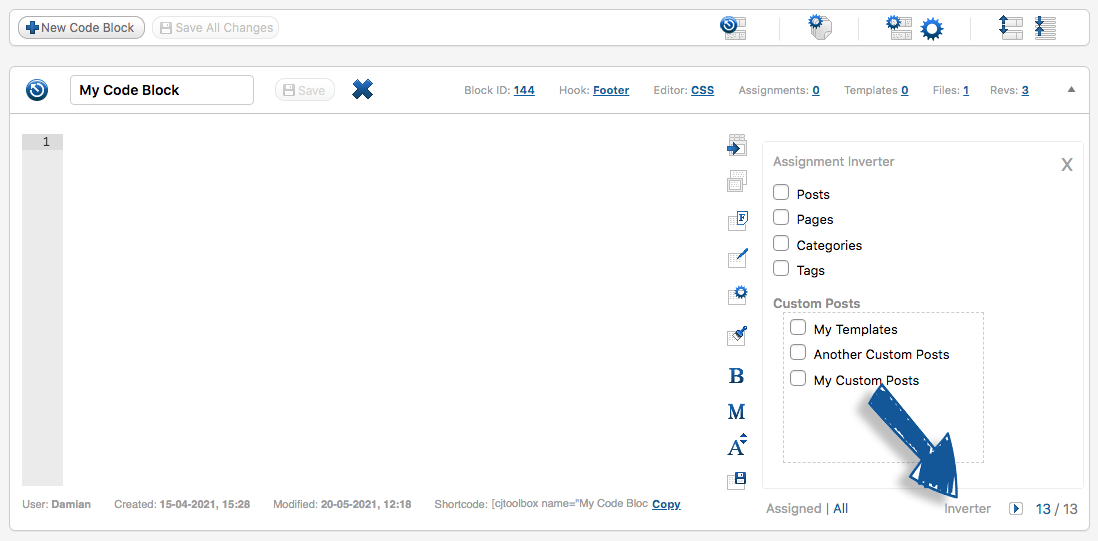 New Code Block Save All Changes
My Code Block Save Block ID: 144 Hook: Footer Editor: CSS Assignments: 0 Templates 0 Files: 1 Revs: 3
1
Assignment Inverter X
Posts
Pages
Categories
Tags
Custom Posts
My Templates
Another Custom Posts
My Custom Posts
F
B
M
A
User: Damian Created: 15-04-2021, 15:28 Modified: 20-05-2021, 12:18 Shortcode: [cjtoolbox name="My Code Bloc Copy
Assigned | All Inverter 13 / 13